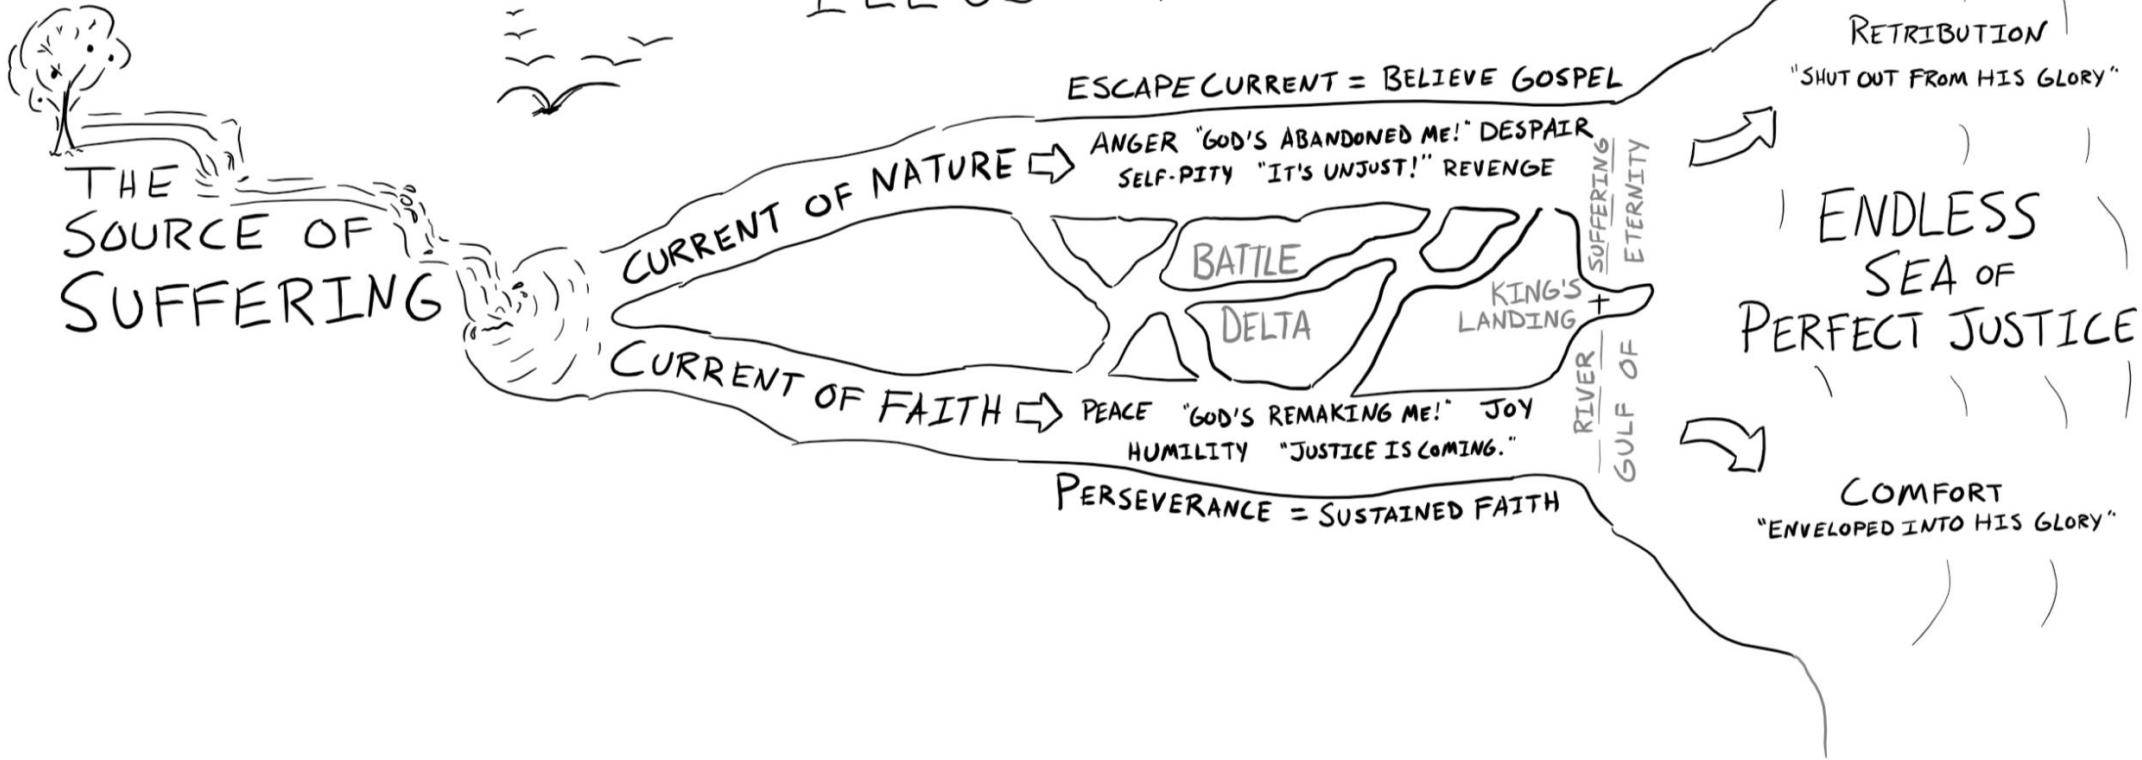 THE
SOURCE OF
SUFFERING
ESCAPE CURRENT = BELIEVE GOSPEL
CURRENT OF NATURE
ANGER "GOD'S ABANDONED ME!" DESPAIR
SELF-PITY "IT'S UNJUST!" REVENGE
BATTLE
DELTA
KING'S
LANDING
CURRENT OF FAITH
PEACE "GOD'S REMAKING ME!" JOY
HUMILITY "JUSTICE IS COMING."
PERSEVERANCE = SUSTAINED FAITH
RIVER SUFFERING
GULF OF ETERNITY
RETRIBUTION
"SHUT OUT FROM HIS GLORY"
ENDLESS
SEA OF
PERFECT JUSTICE
COMFORT
"ENVELOPED INTO HIS GLORY"